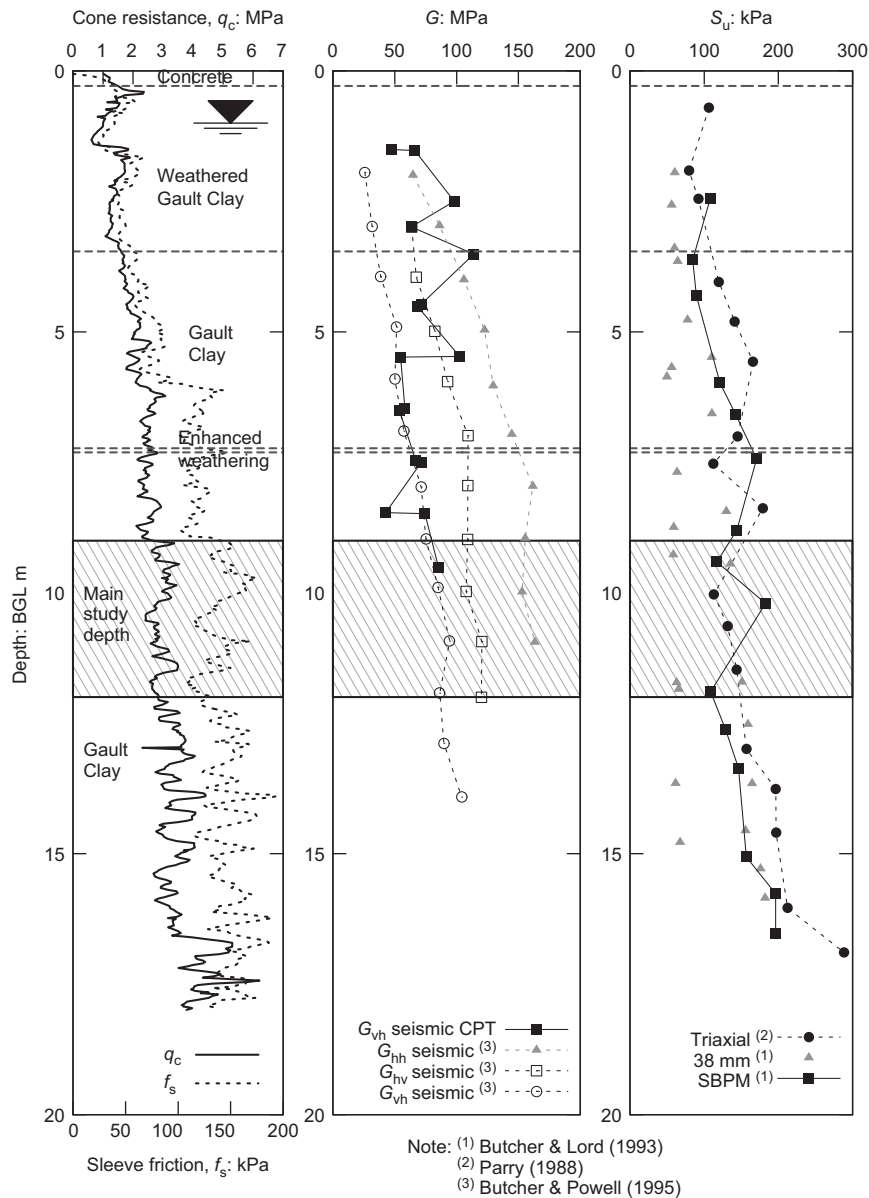 Cone resistance, qc: MPa
0 1 2 3 4 5 6 7
G: MPa
50 100 150 200
Su: kPa
0 100 200 300
0
0
0
Concrete
Weathered
Gault Clay
Gault
Clay
5
5
5
Enhanced
weathering
Depth: BGL m
Main
study
depth
10
10
10
Gault
Clay
15
15
15
qc
fs
Gvh seismic CPT
Ghh seismic (3)
Ghv seismic (3)
Gvh seismic (3)
Triaxial (2)
38 mm (1)
SBPM (1)
20
20
20
0 50 100 150 200
Sleeve friction, fs: kPa
Note: (1) Butcher & Lord (1993)
(2) Parry (1988)
(3) Butcher & Powell (1995)